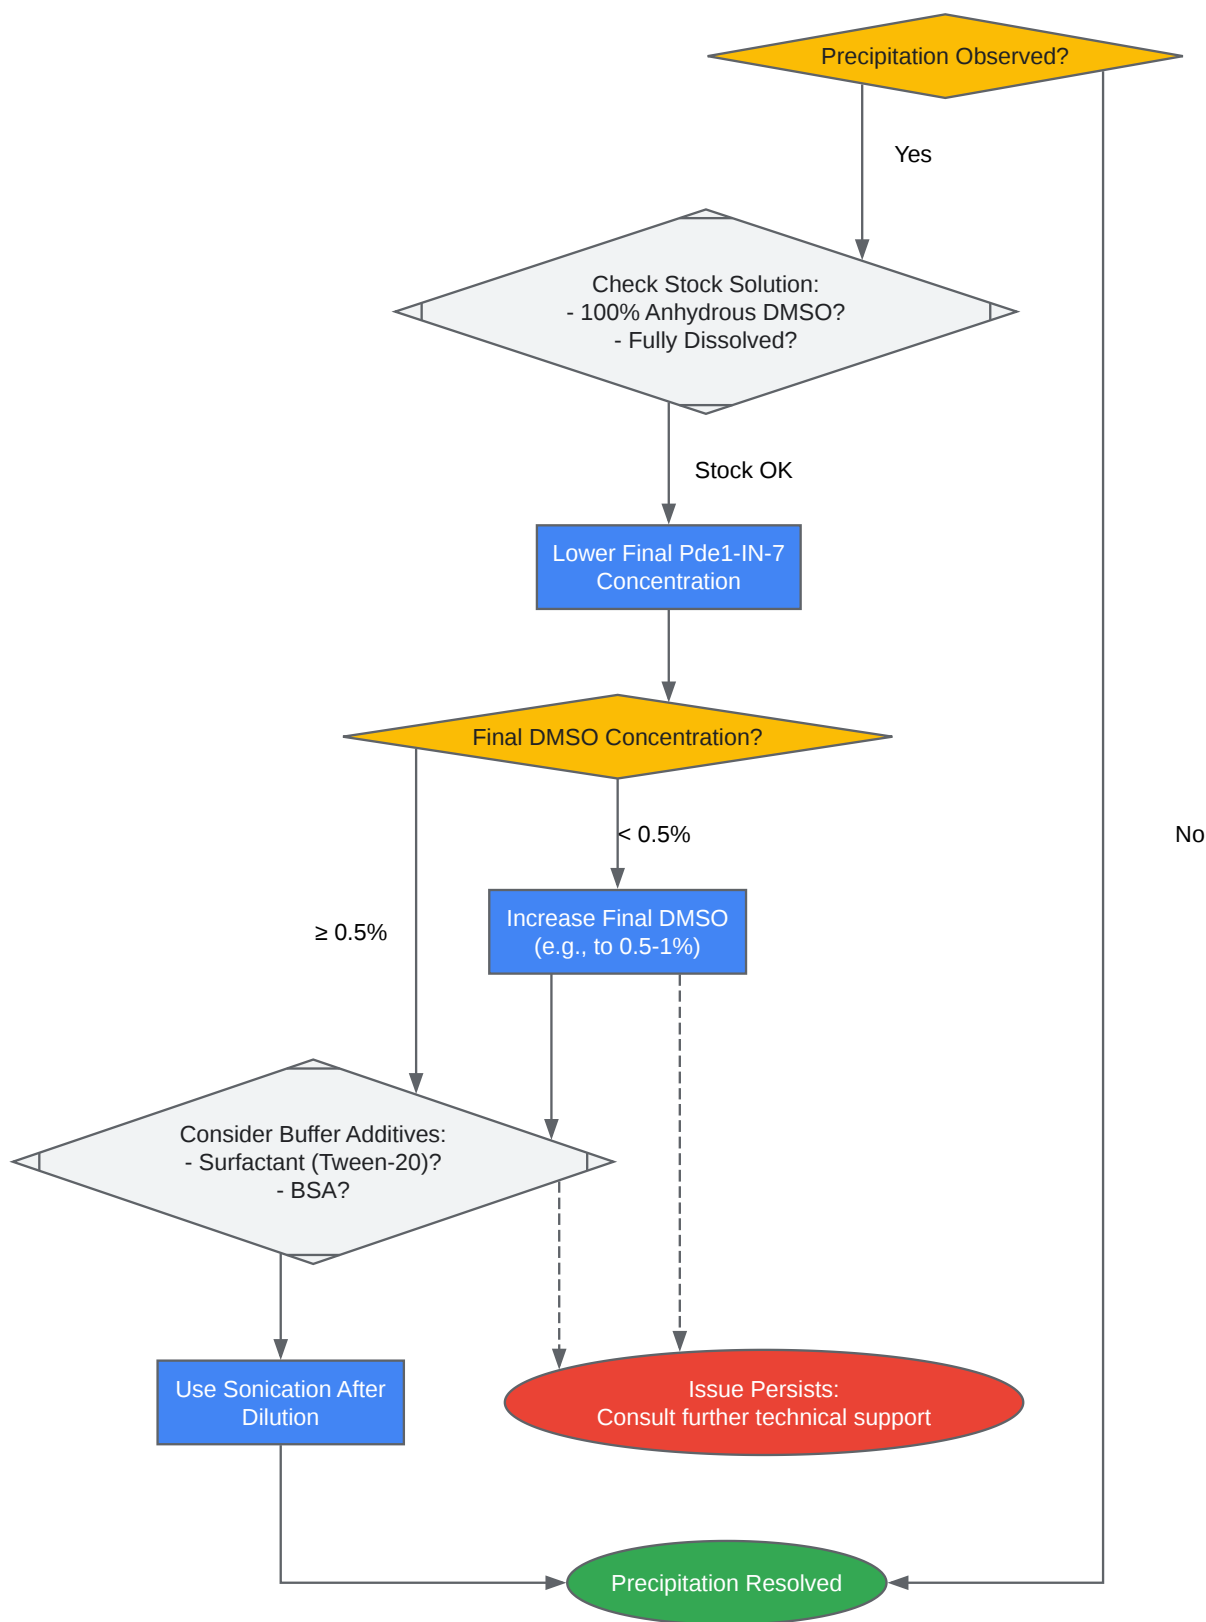 Precipitation Observed?
Yes
Check Stock Solution:
- 100% Anhydrous DMSO?
- Fully Dissolved?
Stock OK
Lower Final Pde1-IN-7
Concentration
Final DMSO Concentration?
< 0.5%
No
Increase Final DMSO
(e.g., to 0.5-1%)
≥ 0.5%
Consider Buffer Additives:
- Surfactant (Tween-20)?
- BSA?
Use Sonication After
Dilution
Issue Persists:
Consult further technical support
Precipitation Resolved